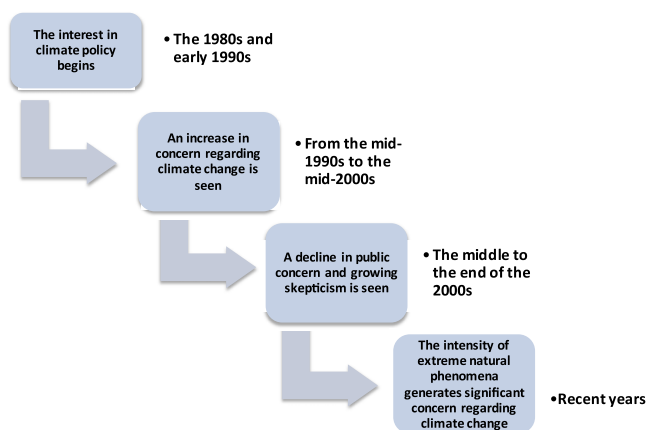 The interest in
climate policy
begins
• The 1980s and
early 1990s
An increase in
concern regarding
climate change is
seen
• From the mid-
1990s to the
mid-2000s
A decline in public
concern and growing
skepticism is seen
• The middle to
the end of the
2000s
The intensity of
extreme natural
phenomena
generates significant
concern regarding
climate change
•Recent years